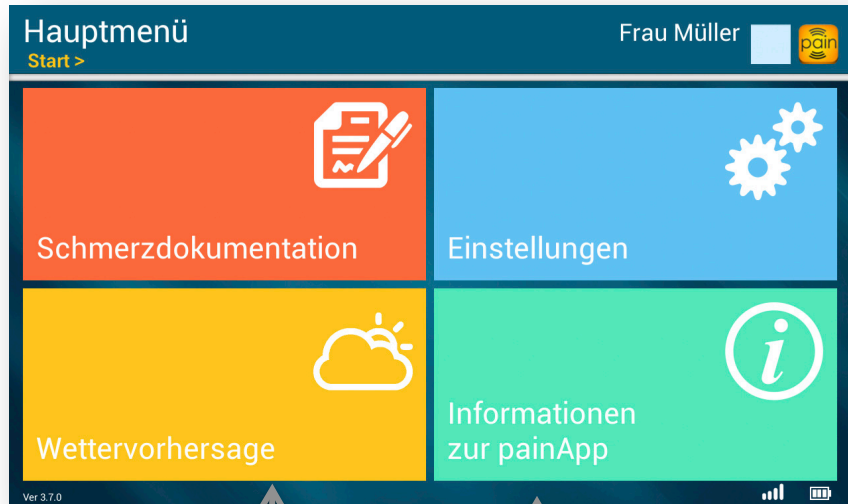 Hauptmenü
Start >
Frau Müller
pain
Schmerzdokumentation
Einstellungen
Wettervorhersage
Informationen
zur painApp
Ver 3.7.0